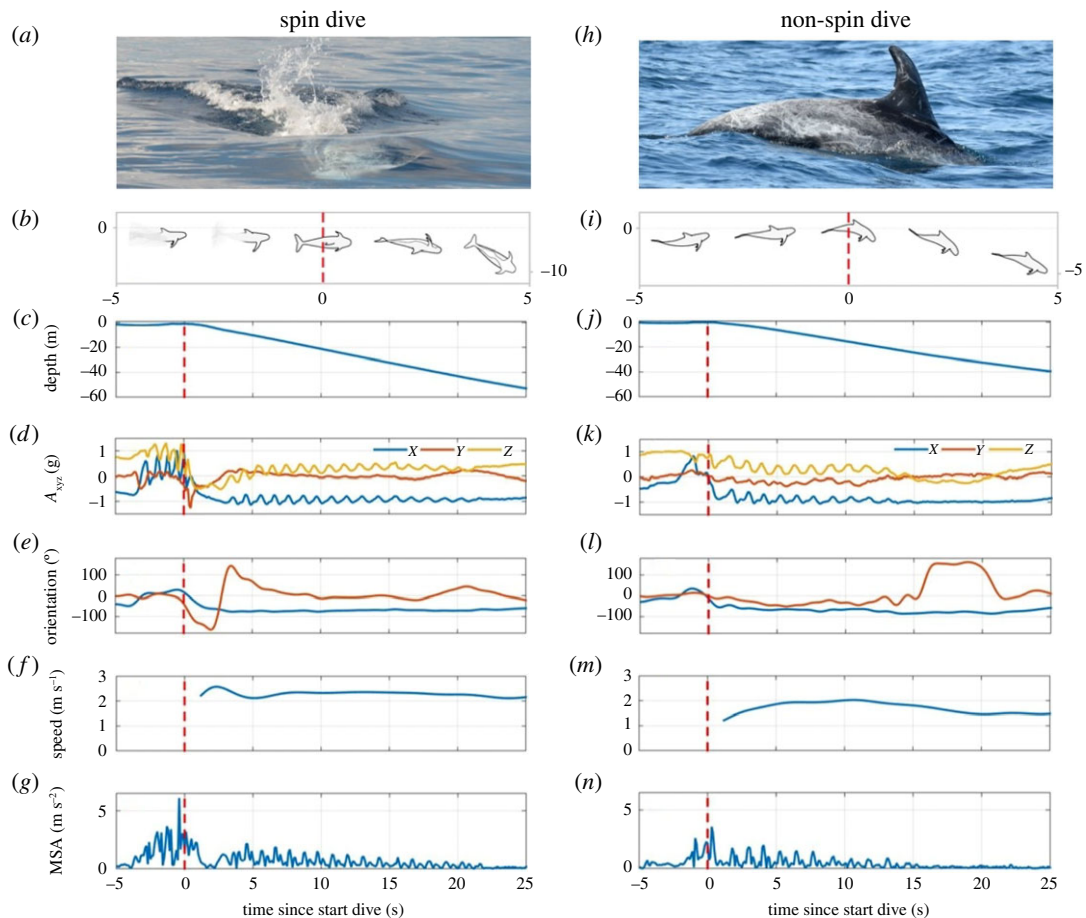 spin dive
non-spin dive
(a)
(h)
(b)
0
–10
–5 0 5
(i)
0
–5
–5 0 5
(c)
depth (m)
0
–20
–40
–60
(j)
0
–20
–40
–60
(d)
A_xyz (g)
1
0
–1
X Y Z
(k)
1
0
–1
X Y Z
(e)
orientation (°)
100
0
–100
(l)
100
0
–100
(f)
speed (m s⁻¹)
3
2
1
0
(m)
3
2
1
0
(g)
MSA (m s⁻²)
5
0
–5 0 5 10 15 20 25
time since start dive (s)
(n)
5
0
–5 0 5 10 15 20 25
time since start dive (s)